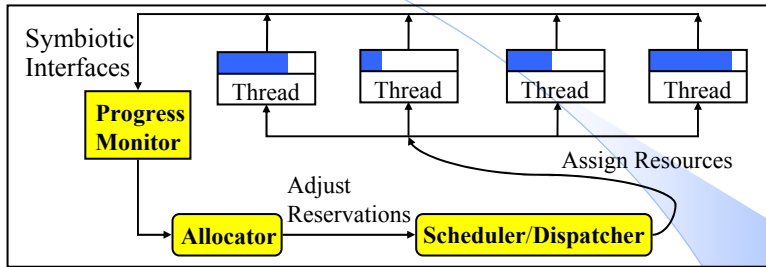 Symbiotic
Interfaces
Thread
Thread
Thread
Thread
Progress
Monitor
Assign Resources
Adjust
Reservations
Allocator
Scheduler/Dispatcher